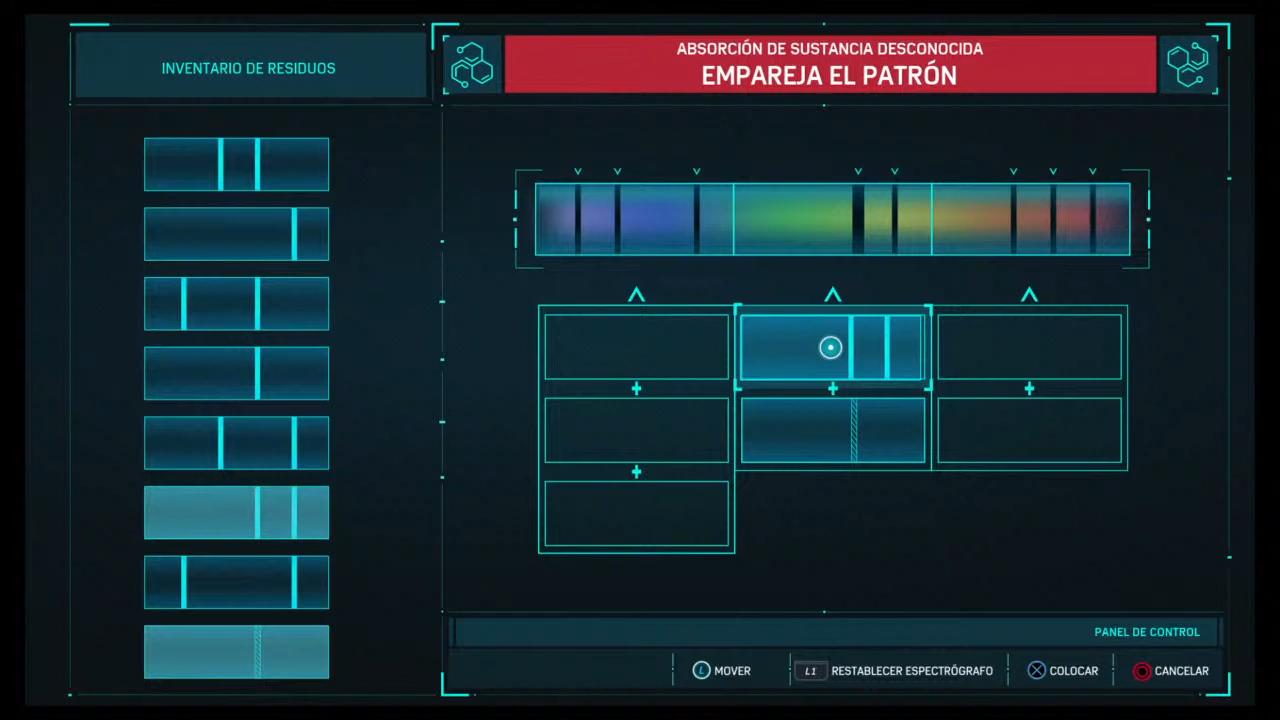 INVENTARIO DE RESIDUOS
ABSORCIÓN DE SUSTANCIA DESCONOCIDA
EMPAREJA EL PATRÓN
PANEL DE CONTROL
L MOVER
L1 RESTABLECER ESPECTRÓGRAFO
COLOCAR
CANCELAR